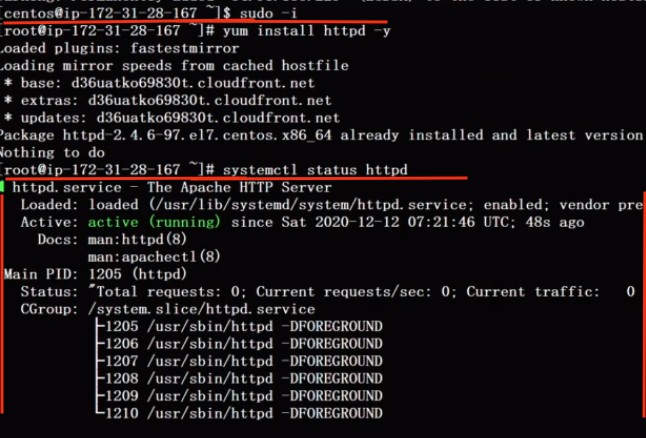 [centos@ip-172-31-28-167 ~]$ sudo -i
[root@ip-172-31-28-167 ~]# yum install httpd -y
Loaded plugins: fastestmirror
Loading mirror speeds from cached hostfile
* base: d36uatko69830t.cloudfront.net
* extras: d36uatko69830t.cloudfront.net
* updates: d36uatko69830t.cloudfront.net
Package httpd-2.4.6-97.el7.centos.x86_64 already installed and latest version
Nothing to do
[root@ip-172-31-28-167 ~]# systemctl status httpd
httpd.service - The Apache HTTP Server
Loaded: loaded (/usr/lib/systemd/system/httpd.service; enabled; vendor pre
Active: active (running) since Sat 2020-12-12 07:21:46 UTC; 48s ago
Docs: man:httpd(8)
man:apachectl(8)
Main PID: 1205 (httpd)
Status: "Total requests: 0; Current requests/sec: 0; Current traffic: 0
CGroup: /system.slice/httpd.service
├─1205 /usr/sbin/httpd -DFOREGROUND
├─1206 /usr/sbin/httpd -DFOREGROUND
├─1207 /usr/sbin/httpd -DFOREGROUND
├─1208 /usr/sbin/httpd -DFOREGROUND
├─1209 /usr/sbin/httpd -DFOREGROUND
└─1210 /usr/sbin/httpd -DFOREGROUND